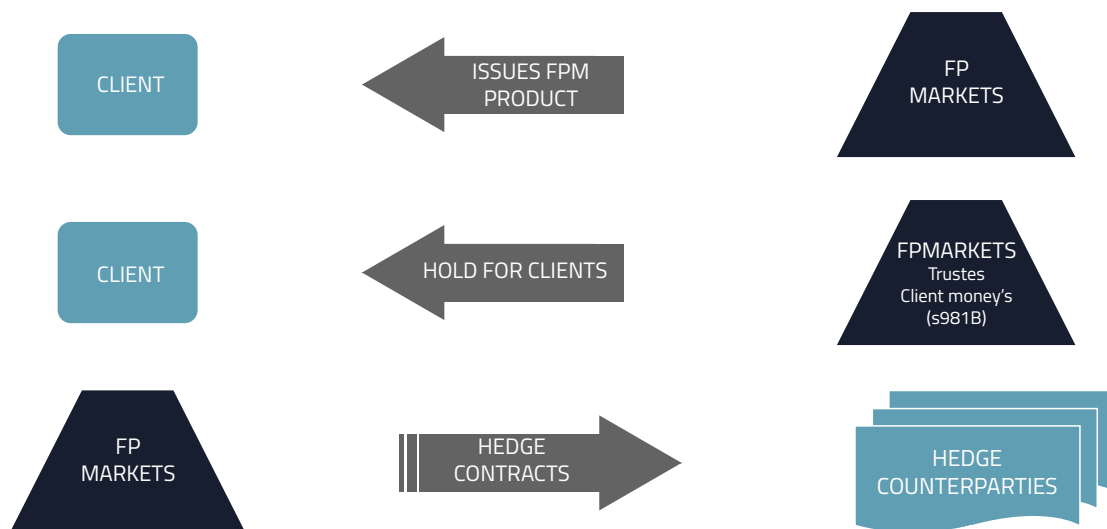 CLIENT
ISSUES FPM
PRODUCT
FP
MARKETS
CLIENT
HOLD FOR CLIENTS
FPMARKETS
Trustes
Client money's
(s981B)
FP
MARKETS
HEDGE
CONTRACTS
HEDGE
COUNTERPARTIES